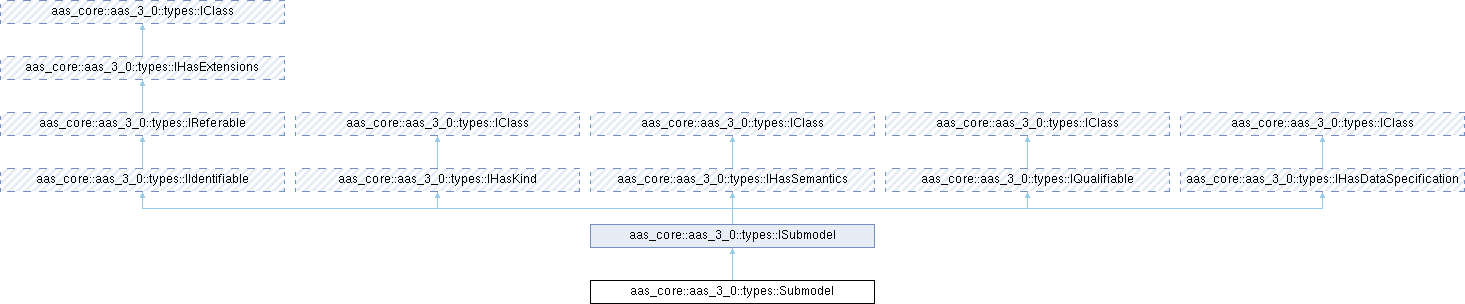 aas_core::aas_3_0::types::IClass
aas_core::aas_3_0::types::IHasExtensions
aas_core::aas_3_0::types::IReferable
aas_core::aas_3_0::types::IClass
aas_core::aas_3_0::types::IClass
aas_core::aas_3_0::types::IClass
aas_core::aas_3_0::types::IClass
aas_core::aas_3_0::types::IIdentifiable
aas_core::aas_3_0::types::IHasKind
aas_core::aas_3_0::types::IHasSemantics
aas_core::aas_3_0::types::IQualifiable
aas_core::aas_3_0::types::IHasDataSpecification
aas_core::aas_3_0::types::ISubmodel
aas_core::aas_3_0::types::Submodel